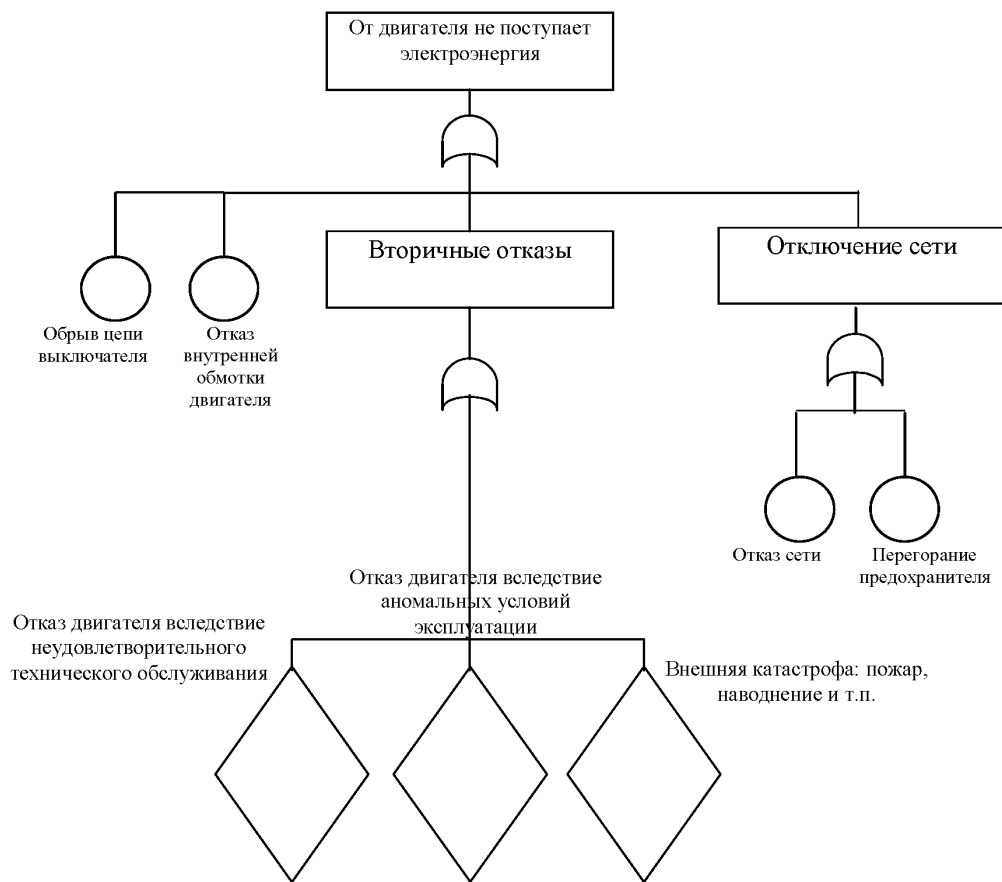 От двигателя не поступает
электроэнергия
Вторичные отказы
Отключение сети
Обрыв цепи
выключателя
Отказ
внутренней
обмотки
двигателя
Отказ сети
Перегорание
предохранителя
Отказ двигателя вследствие
аномальных условий
эксплуатации
Отказ двигателя вследствие
неудовлетворительного
технического обслуживания
Внешняя катастрофа: пожар,
наводнение и т.п.